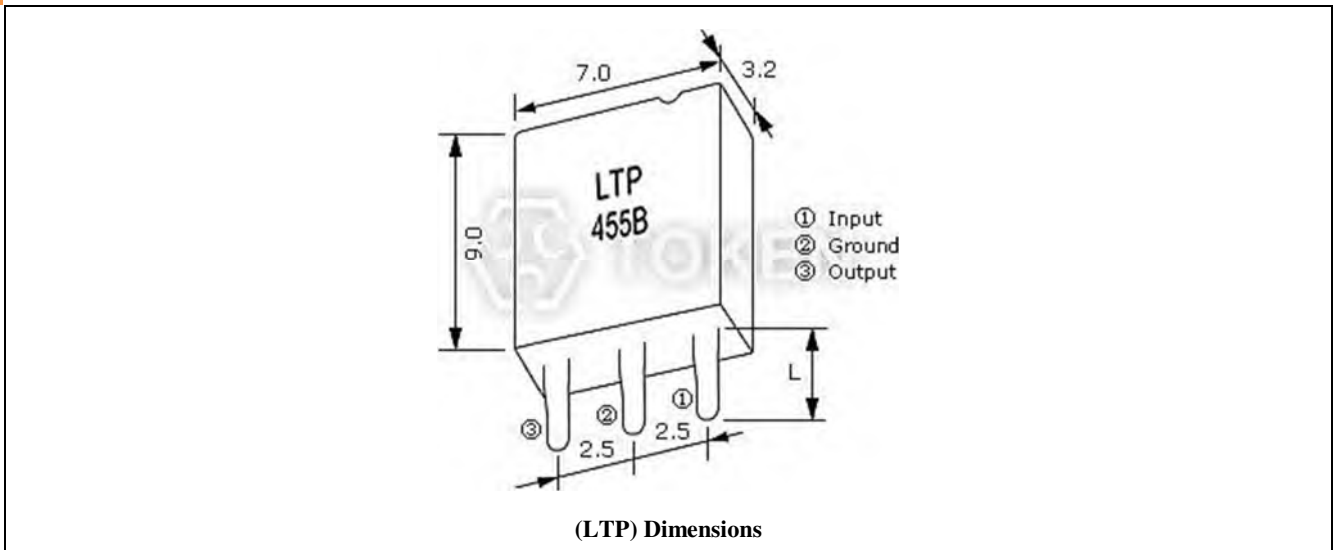 7.0
3.2
LTP
455B
9.0
TOKEN
① Input
② Ground
③ Output
L
①
②
③
2.5
2.5
(LTP) Dimensions